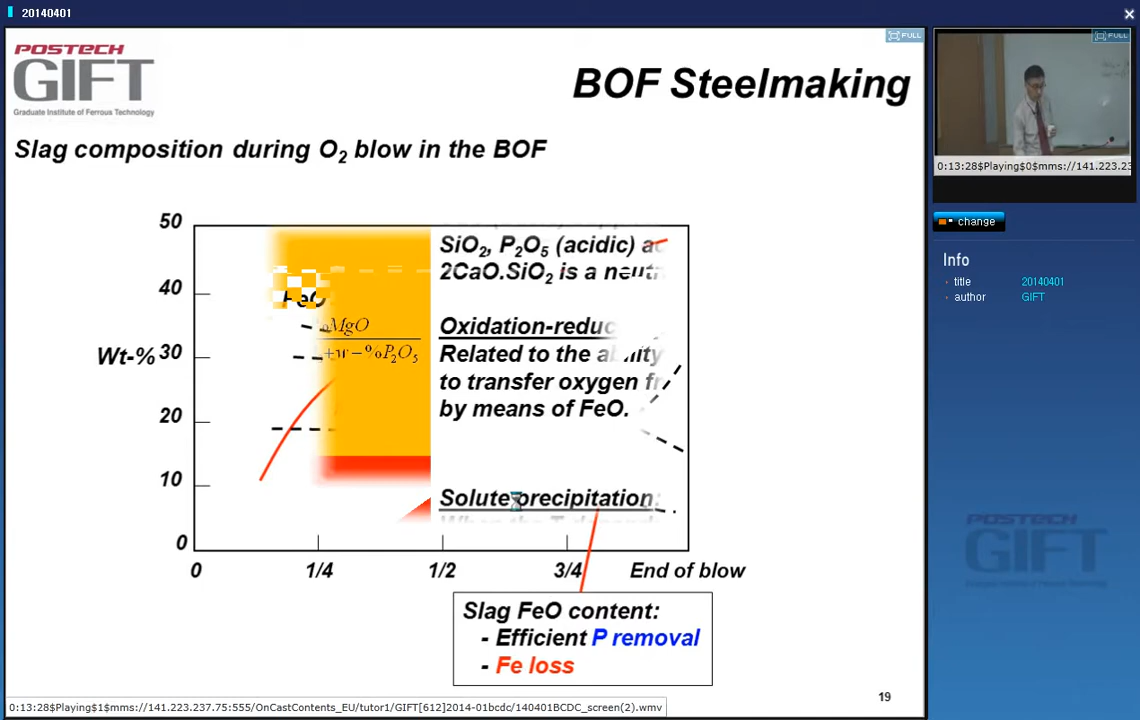 20140401
POSTECH
GIFT
Graduate Institute of Ferrous Technology
BOF Steelmaking
Slag composition during O2 blow in the BOF
50
40
Wt-% 30
20
10
0
FeO
%MgO
+w-%P2O5
SiO2, P2O5 (acidic)
2CaO.SiO2 is a
Related to the
to transfer oxygen
by means of FeO.
Solute precipitation:
0 1/4 1/2 3/4 End of blow
Slag FeO content:
- Efficient P removal
- Fe loss
19
0:13:28$Playing$1$mms://141.223.237.75:555/OnCastContents_EU/tutor1/GIFT[612]2014-01bcdc/140401BCDC_screen(2).wmv
FULL
FULL
0:13:28$Playing$0$mms://141.223.23
change
Info
title 20140401
author GIFT
POSTECH
GIFT